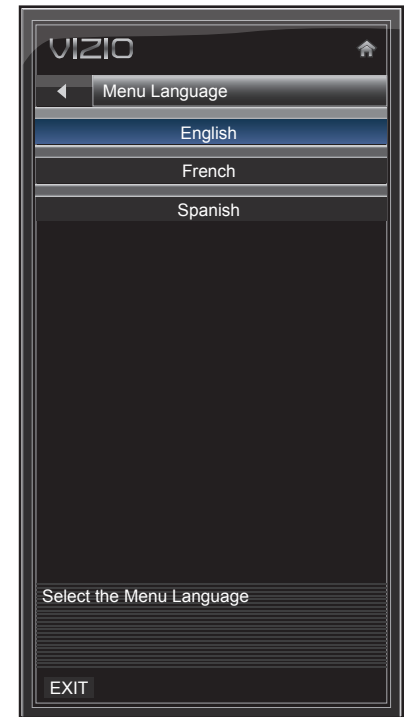 VIZIO
Menu Language
English
French
Spanish
Select the Menu Language
EXIT